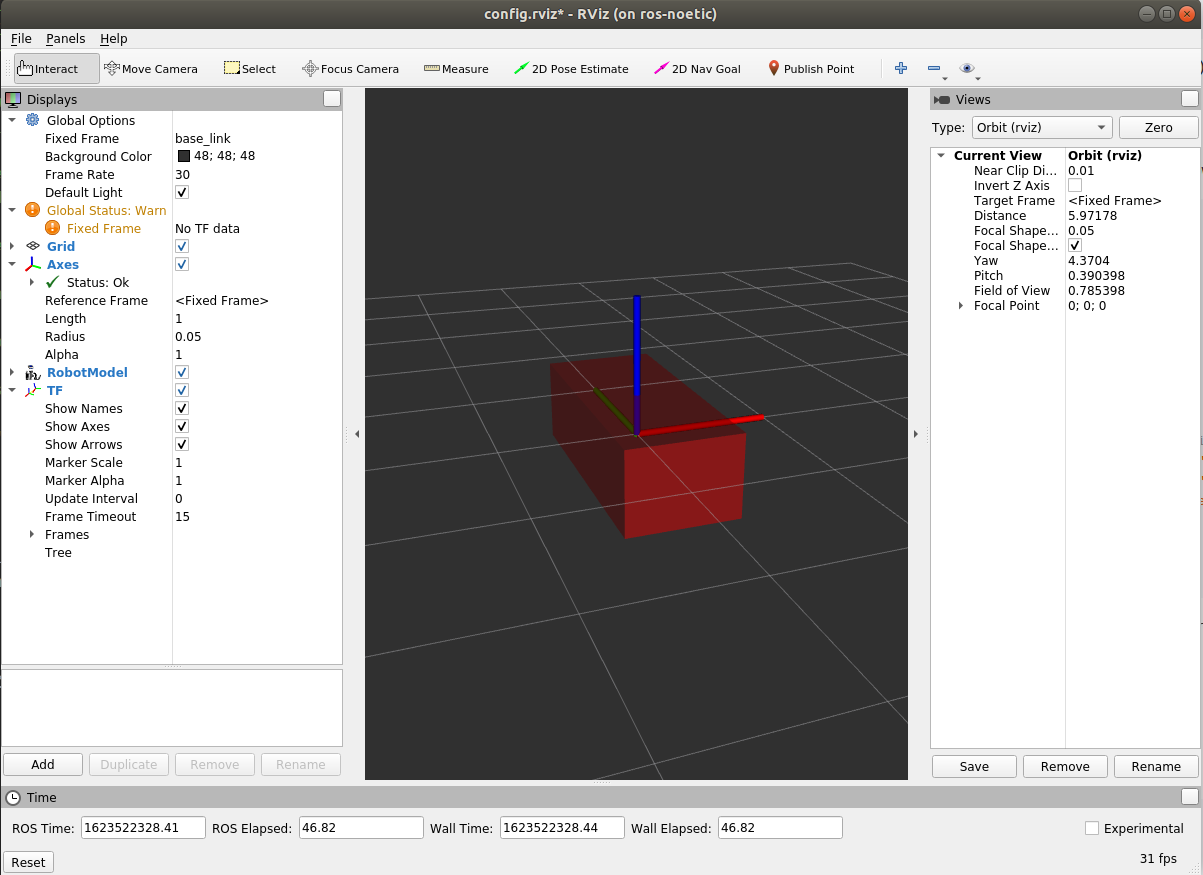 config.rviz* - RViz (on ros-noetic)
File Panels Help
Interact Move Camera Select Focus Camera Measure 2D Pose Estimate 2D Nav Goal Publish Point
Displays
Global Options
Fixed Frame base_link
Background Color 48; 48; 48
Frame Rate 30
Default Light
Global Status: Warn
Fixed Frame No TF data
Grid
Axes
Status: Ok
Reference Frame <Fixed Frame>
Length 1
Radius 0.05
Alpha 1
RobotModel
TF
Show Names
Show Axes
Show Arrows
Marker Scale 1
Marker Alpha 1
Update Interval 0
Frame Timeout 15
Frames
Tree
Add Duplicate Remove Rename
Views
Type: Orbit (rviz) Zero
Current View Orbit (rviz)
Near Clip Di... 0.01
Invert Z Axis
Target Frame <Fixed Frame>
Distance 5.97178
Focal Shape... 0.05
Focal Shape...
Yaw 4.3704
Pitch 0.390398
Field of View 0.785398
Focal Point 0; 0; 0
Save Remove Rename
Time
ROS Time: 1623522328.41 ROS Elapsed: 46.82 Wall Time: 1623522328.44 Wall Elapsed: 46.82 Experimental
Reset 31 fps